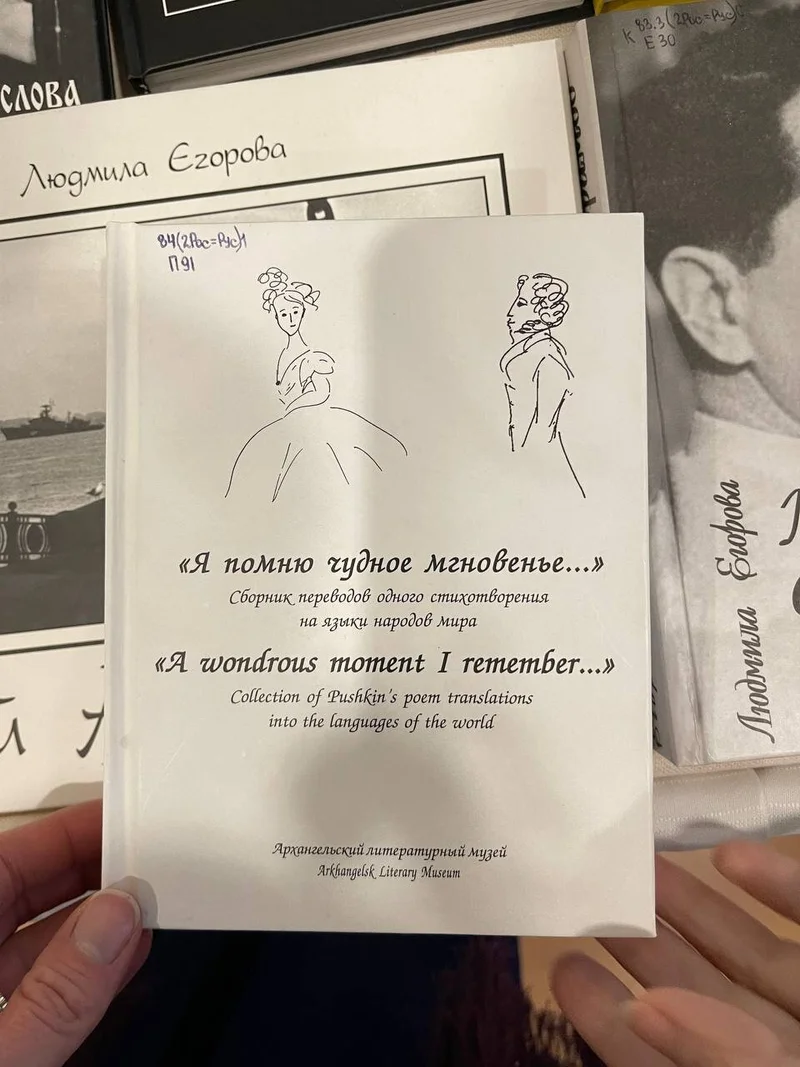 СЛОВА
К 83.3(2Рос=Рус)
Е 30
Людмила Егорова
84(2Рос=Рус)1
П 91
«Я помню чудное мгновенье...»
Сборник переводов одного стихотворения
на языки народов мира
«A wondrous moment I remember...»
Collection of Pushkin's poem translations
into the languages of the world
Архангельский литературный музей
Arkhangelsk Literary Museum
Людмила Егорова